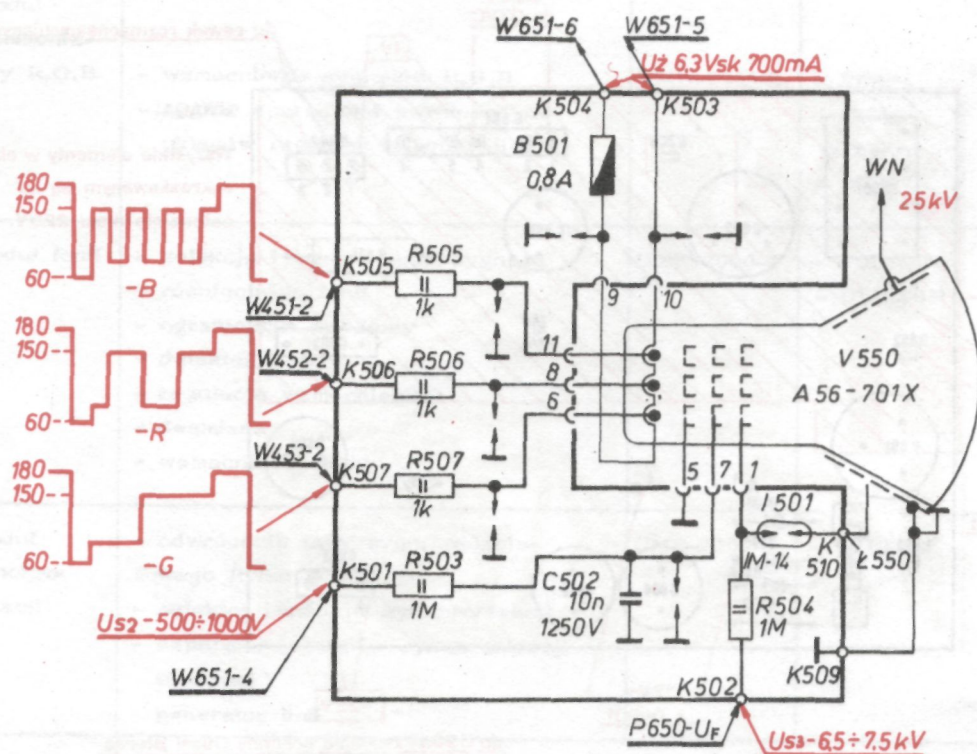 W651-6
W651-5
Uż 6,3Vsk 700mA
K504
K503
B501
0,8A
WN
25kV
180
150
60
-B
K505
R505
1k
W451-2
9
10
11
V550
A56-701X
180
150
60
-R
W452-2
K506
R506
1k
8
6
180
150
60
-G
W453-2
K507
R507
1k
5
7
1
I501
JM-14
K
510
Ł550
K501
R503
1M
C502
10n
1250V
R504
1M
Us2-500÷1000V
K509
W651-4
K502
P650-UF
Us3-6,5÷7.5kV